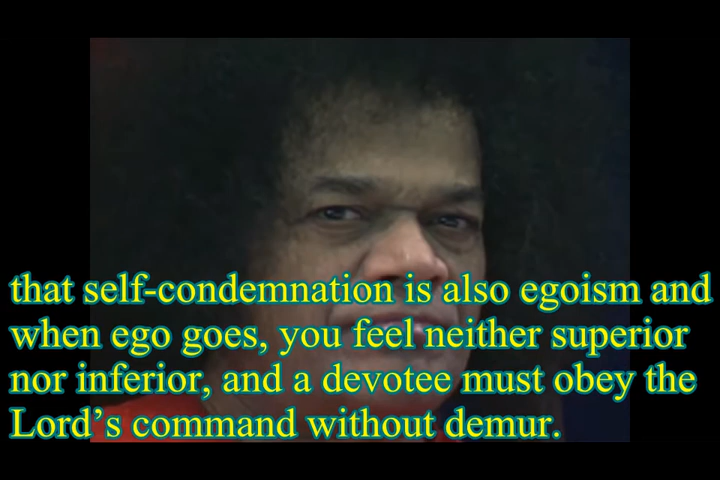 that self-condemnation is also egoism and
when ego goes, you feel neither superior
nor inferior, and a devotee must obey the
Lord’s command without demur.